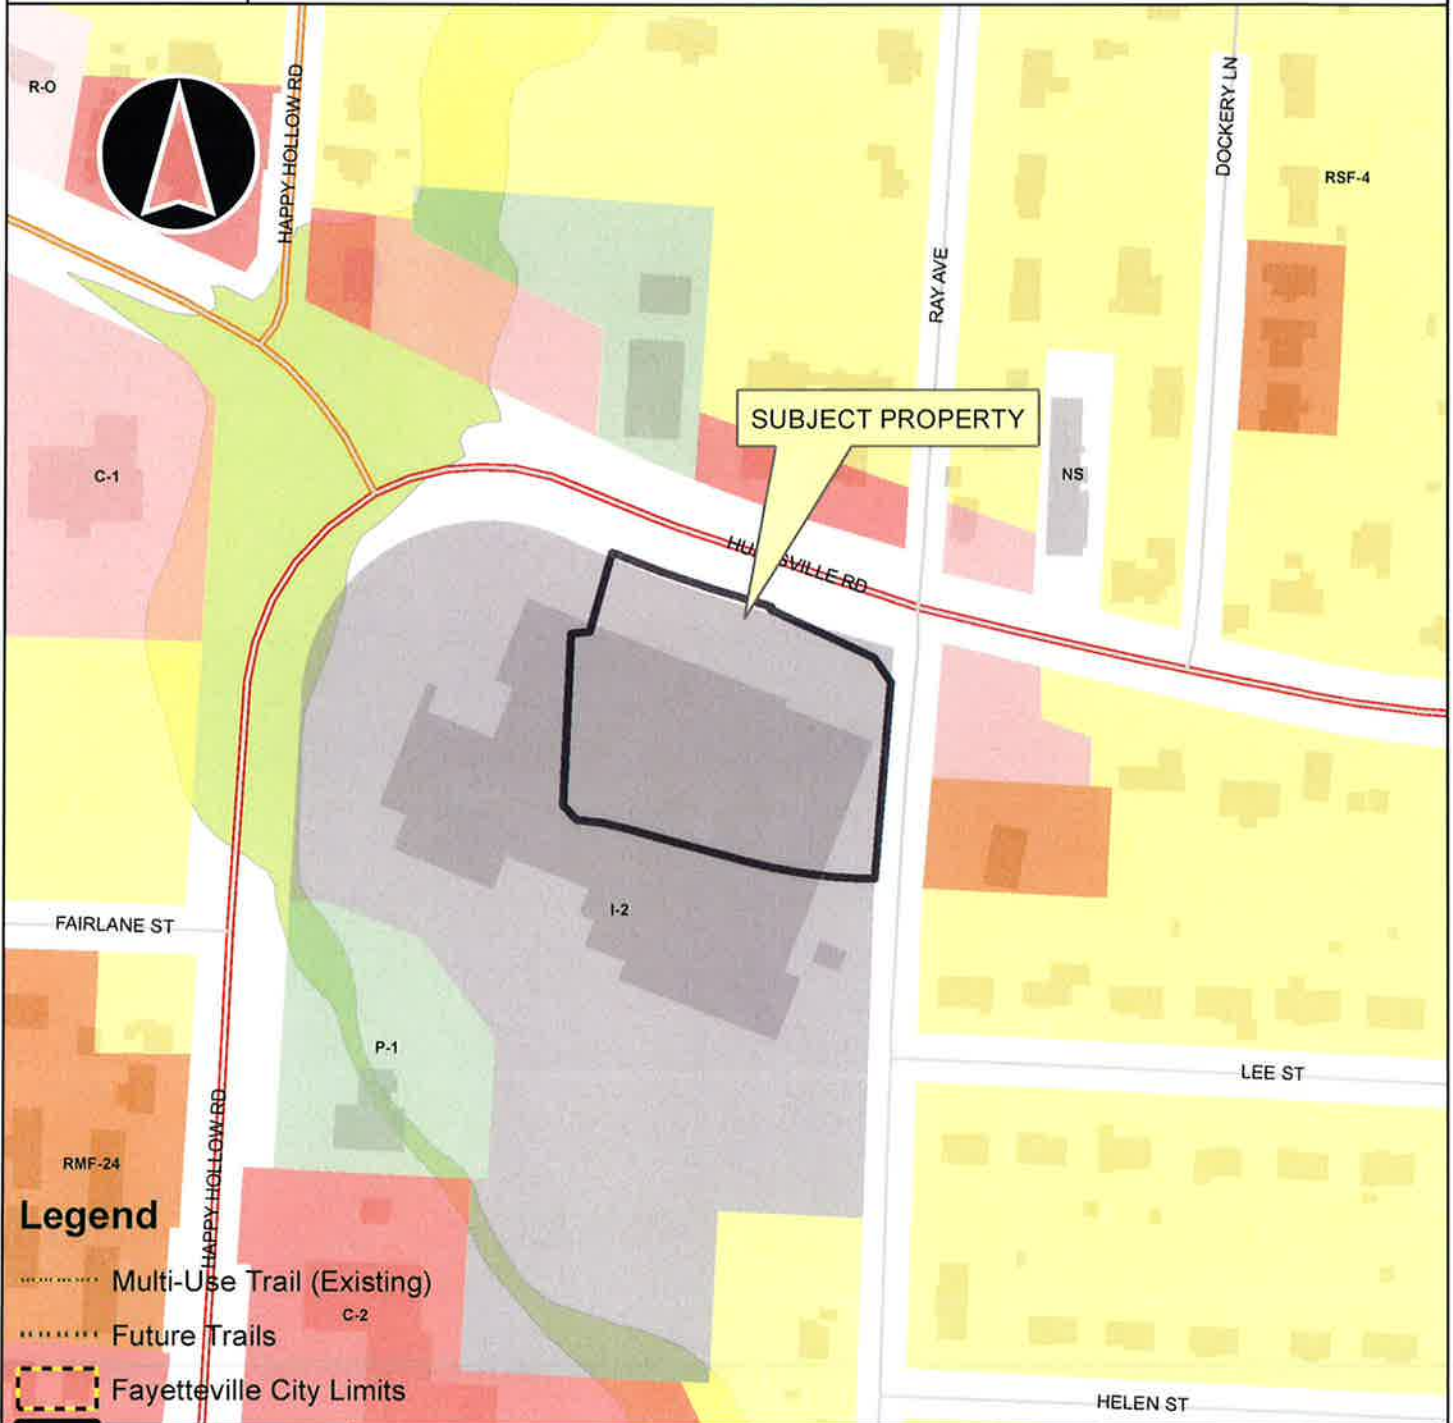 R-O
HAPPY HOLLOW RD
DOCKERY LN
RSF-4
RAY AVE
SUBJECT PROPERTY
C-1
NS
HUNTSVILLE RD
I-2
FAIRLANE ST
P-1
LEE ST
RMF-24
HAPPY HOLLOW RD
Legend
Multi-Use Trail (Existing)
C-2
Future Trails
Fayetteville City Limits
HELEN ST